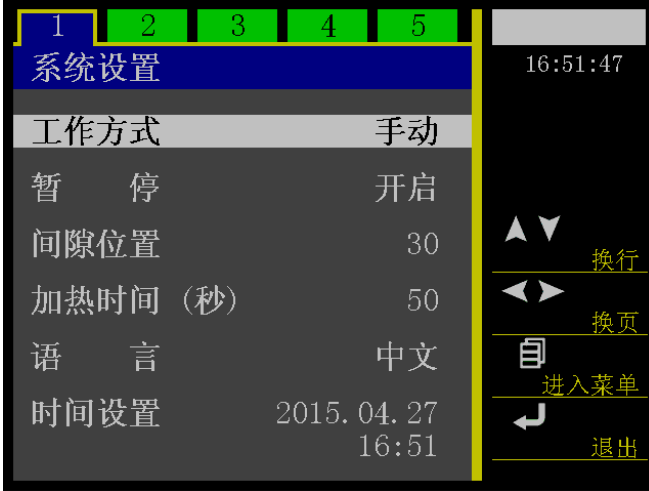 1 2 3 4 5
系统设置
16:51:47
工作方式 手动
暂 停 开启
间隙位置 30
加热时间 (秒) 50
语 言 中文
时间设置 2015.04.27
16:51
换行
换页
进入菜单
退出